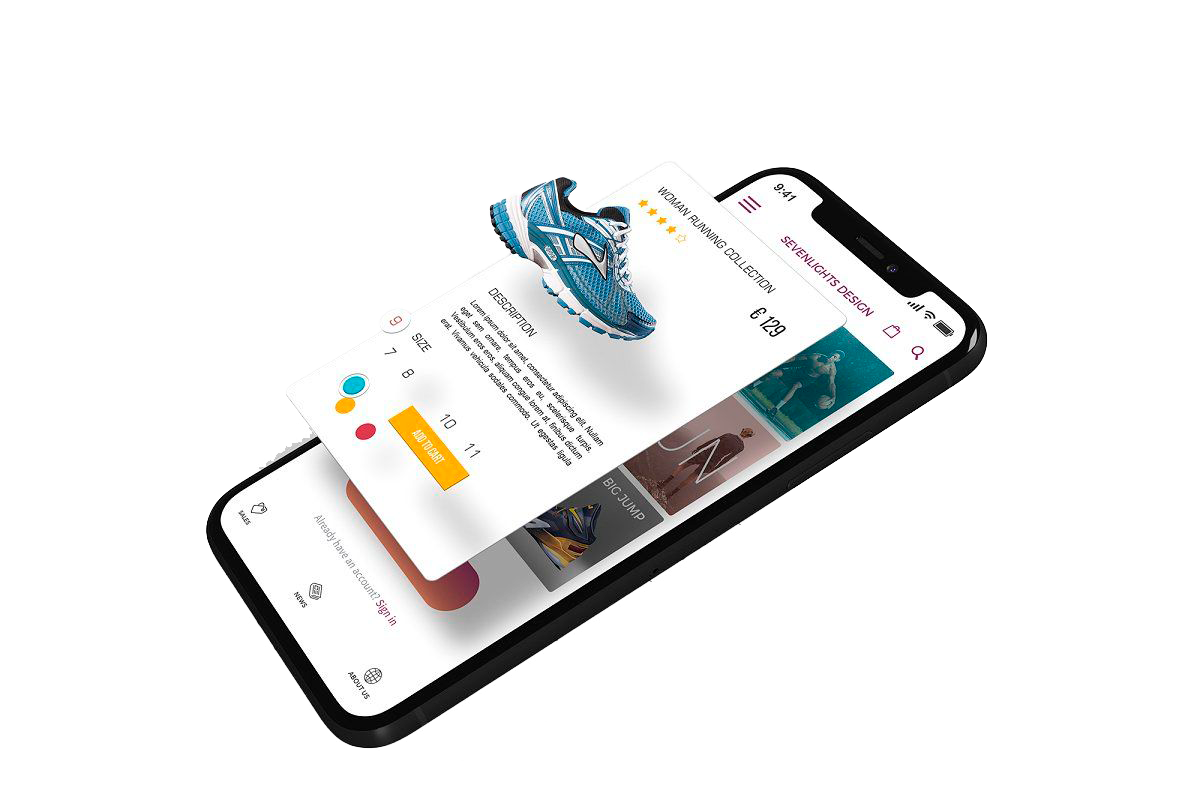 9:41
SEVENLIGHTS DESIGN
WOMAN RUNNING COLLECTION
€ 129
DESCRIPTION
Lorem ipsum dolor sit amet, consectetur adipiscing elit. Nullam
eget sem ornare, tempus eros eu, scelerisque turpis.
Vestibulum eros eros, aliquam congue lorem at, finibus dictum
erat. Vivamus vehicula sodales commodo. Ut egestas ligula
SIZE
7
8
9
10
11
ADD TO CART
UN
BIG JUMP
Already have an account? Sign in
SALES
NEWS
ABOUT US